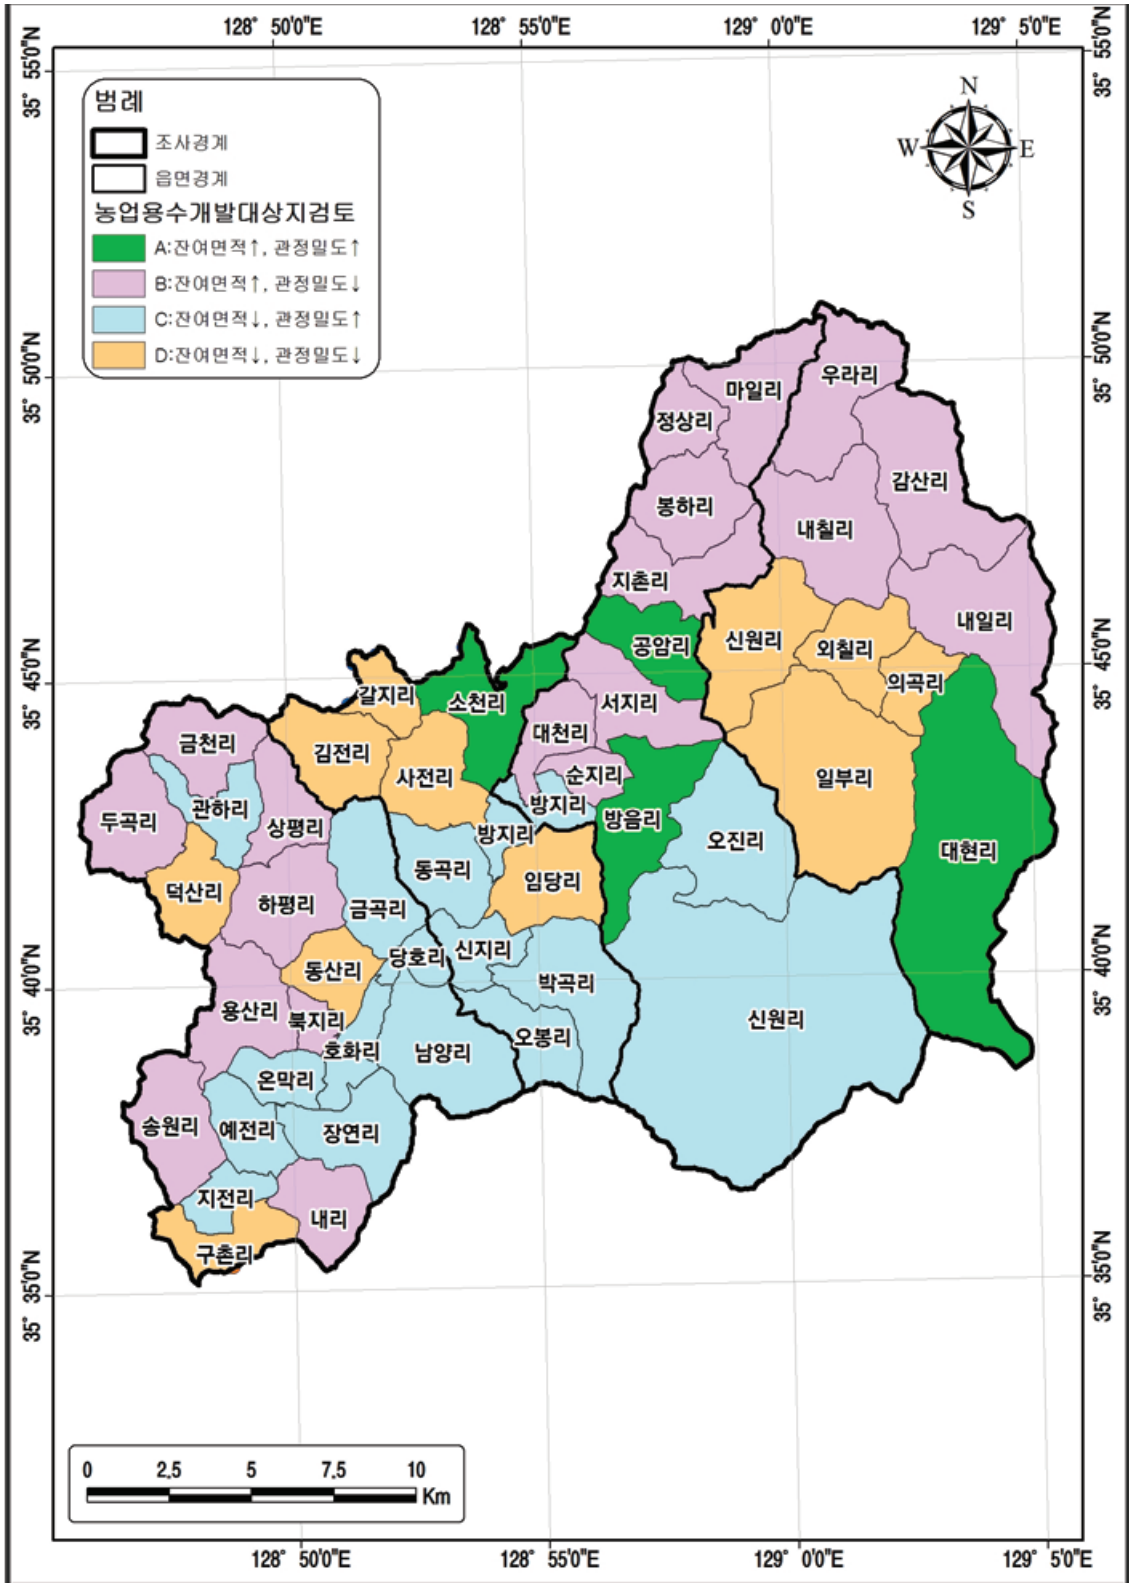 128° 50'0"E
128° 55'0"E
129° 0'0"E
129° 5'0"E
35° 55'0"N
35° 55'0"N
범례
조사경계
읍면경계
농업용수개발대상지검토
A:잔여면적↑, 관정밀도↑
B:잔여면적↑, 관정밀도↓
C:잔여면적↓, 관정밀도↑
D:잔여면적↓, 관정밀도↓
N
W
E
S
35° 50'0"N
35° 50'0"N
우라리
마일리
정상리
감산리
봉하리
내칠리
지촌리
내일리
신원리
공암리
외칠리
35° 45'0"N
35° 45'0"N
의곡리
갈지리
소천리
서지리
대천리
금천리
김전리
사전리
순지리
일부리
관하리
방지리
두곡리
상평리
방지리
방음리
오진리
대현리
동곡리
임당리
덕산리
하평리
금곡리
35° 40'0"N
35° 40'0"N
신지리
당호리
동산리
박곡리
용산리
북지리
신원리
오봉리
호화리
남양리
온막리
송원리
예전리
장연리
지전리
내리
구촌리
35° 35'0"N
35° 35'0"N
0 2.5 5 7.5 10
Km
128° 50'0"E
128° 55'0"E
129° 0'0"E
129° 5'0"E